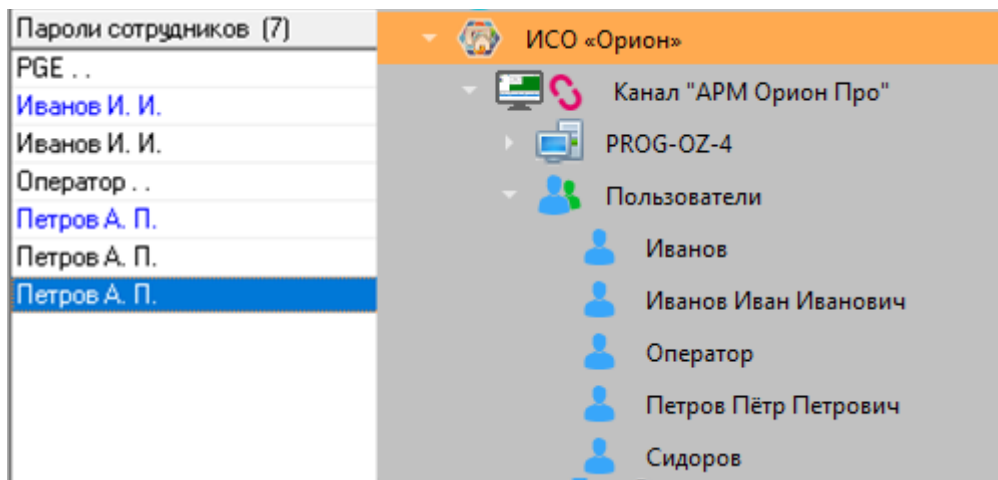 Пароли сотрудников (7)
PGE . .
Иванов И. И.
Иванов И. И.
Оператор . .
Петров А. П.
Петров А. П.
Петров А. П.
ИСО «Орион»
Канал "АРМ Орион Про"
PROG-OZ-4
Пользователи
Иванов
Иванов Иван Иванович
Оператор
Петров Пётр Петрович
Сидоров